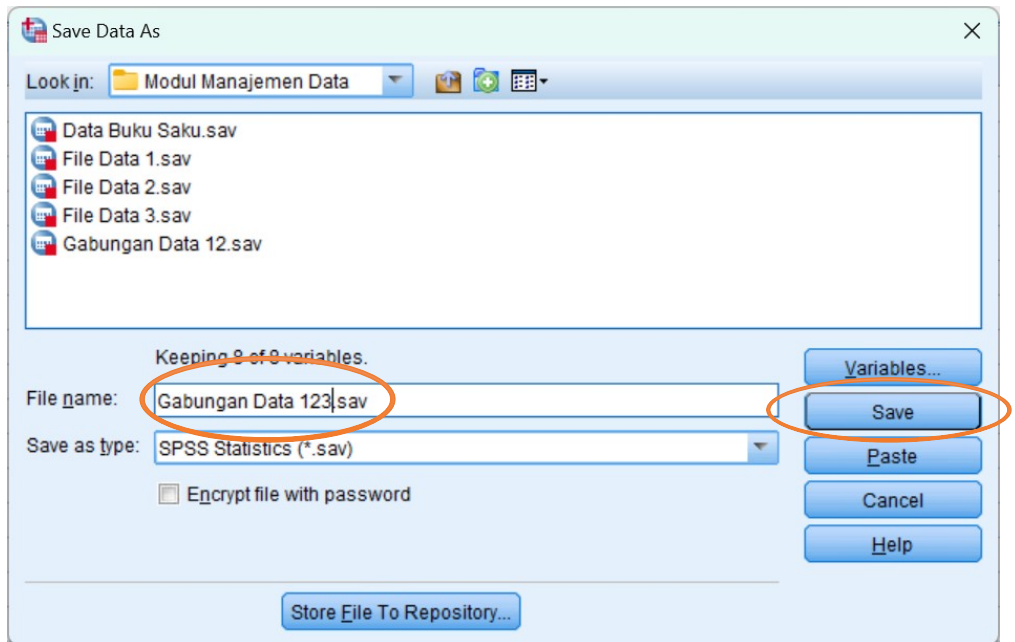 Save Data As
Look in: Modul Manajemen Data
Data Buku Saku.sav
File Data 1.sav
File Data 2.sav
File Data 3.sav
Gabungan Data 12.sav
Keeping 8 of 8 variables.
Variables...
File name: Gabungan Data 123.sav
Save
Save as type: SPSS Statistics (*.sav)
Paste
Encrypt file with password
Cancel
Help
Store File To Repository...